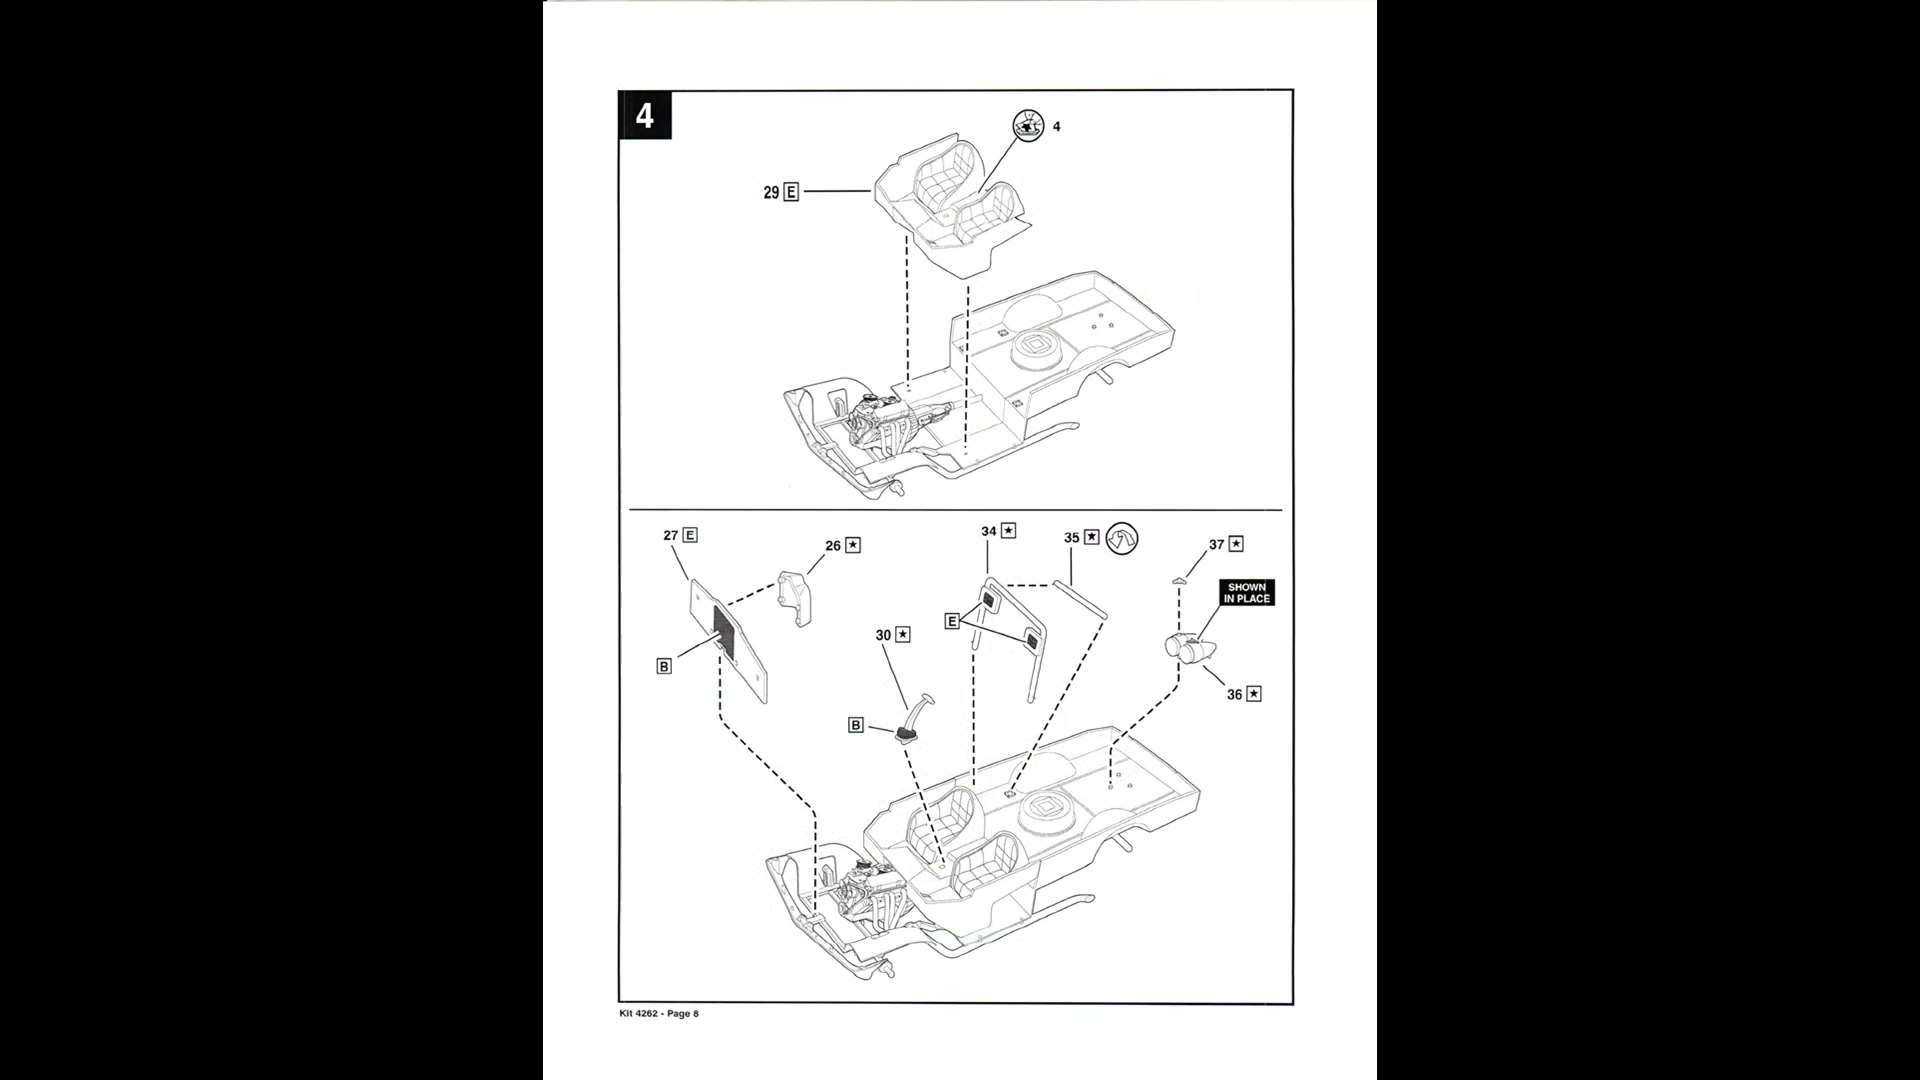 4
4
29 E
27 E
26 ★
34 ★
35 ★
37 ★
SHOWN
IN PLACE
E
30 ★
B
36 ★
B
Kit 4262 - Page 8